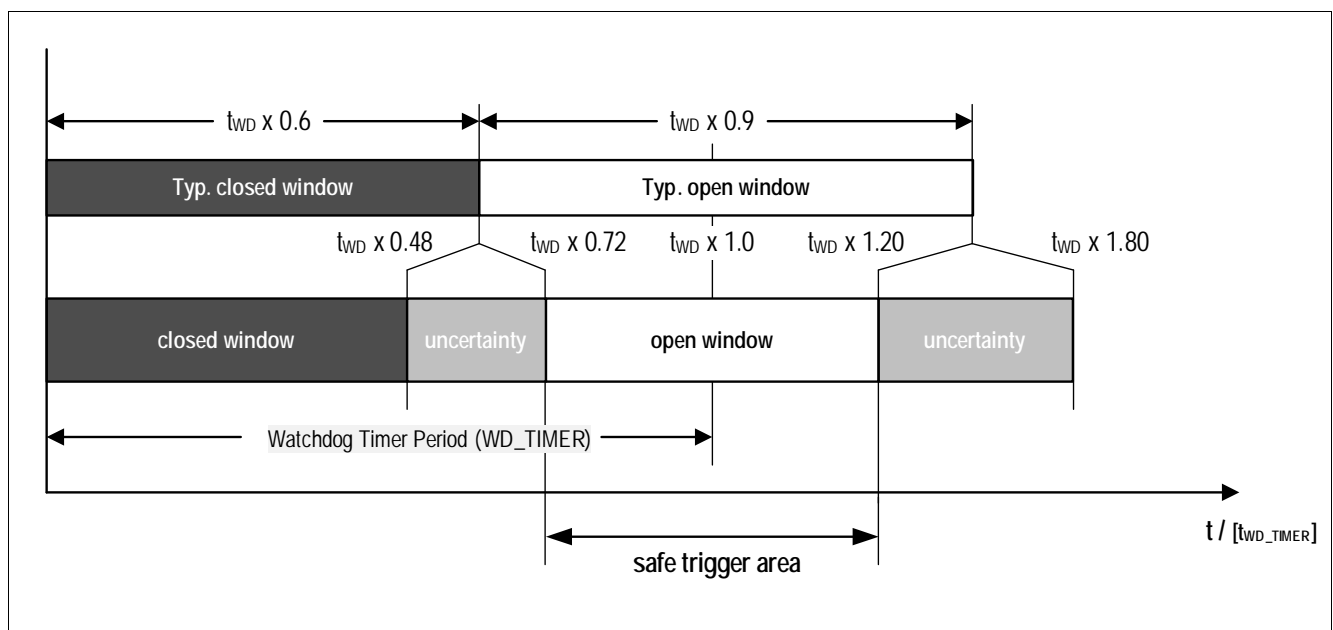 tWD x 0.6
tWD x 0.9
Typ. closed window
Typ. open window
tWD x 0.48
tWD x 0.72
tWD x 1.0
tWD x 1.20
tWD x 1.80
closed window
uncertainty
open window
uncertainty
Watchdog Timer Period (WD_TIMER)
t / [tWD_TIMER]
safe trigger area